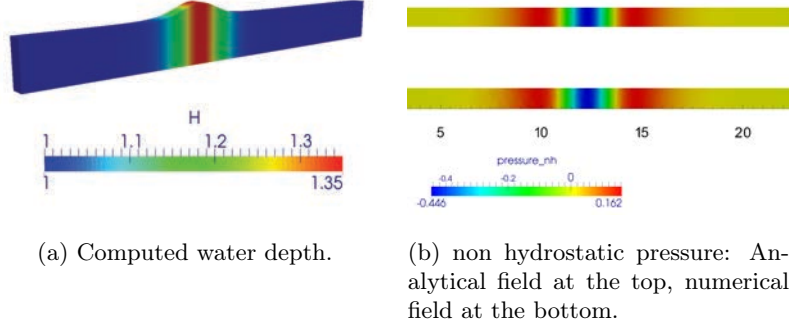 H
1 1.1 1.2 1.3
1 1.35
(a) Computed water depth.
5 10 15 20
pressure_nh
-0.4 -0.2 0
-0.446 0.162
(b) non hydrostatic pressure: An-
alytical field at the top, numerical
field at the bottom.